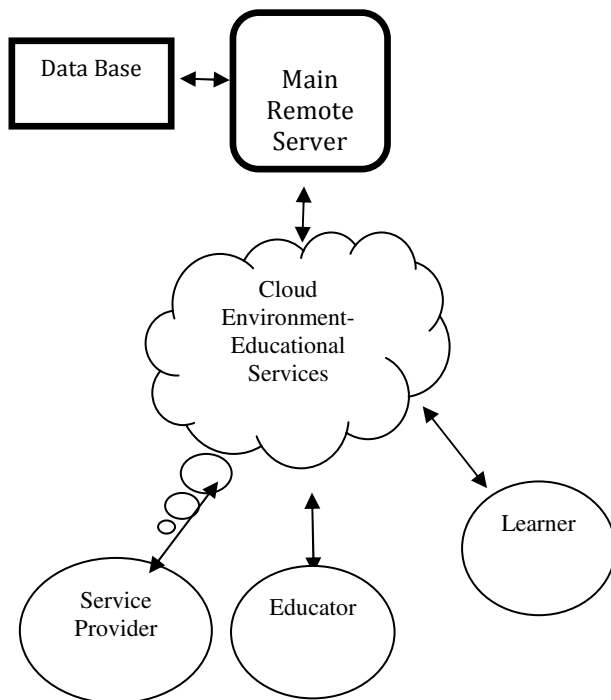 Data Base
Main
Remote
Server
Cloud
Environment-
Educational
Services
Learner
Service
Provider
Educator